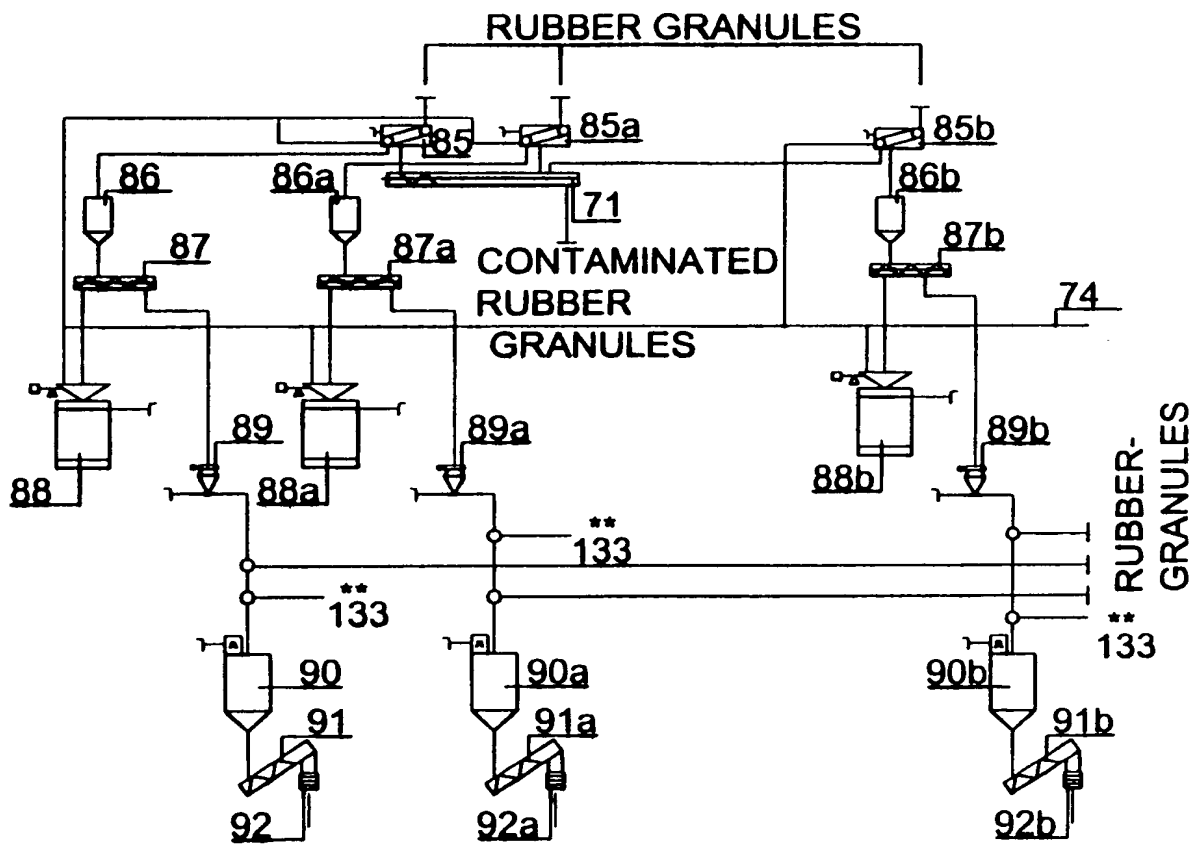 RUBBER GRANULES
85
85a
85b
86
86a
86b
71
87
87a
87b
CONTAMINATED
RUBBER
GRANULES
74
88
89
88a
89a
88b
89b
RUBBER-
GRANULES
**
133
**
133
**
133
90
90a
90b
91
91a
91b
92
92a
92b